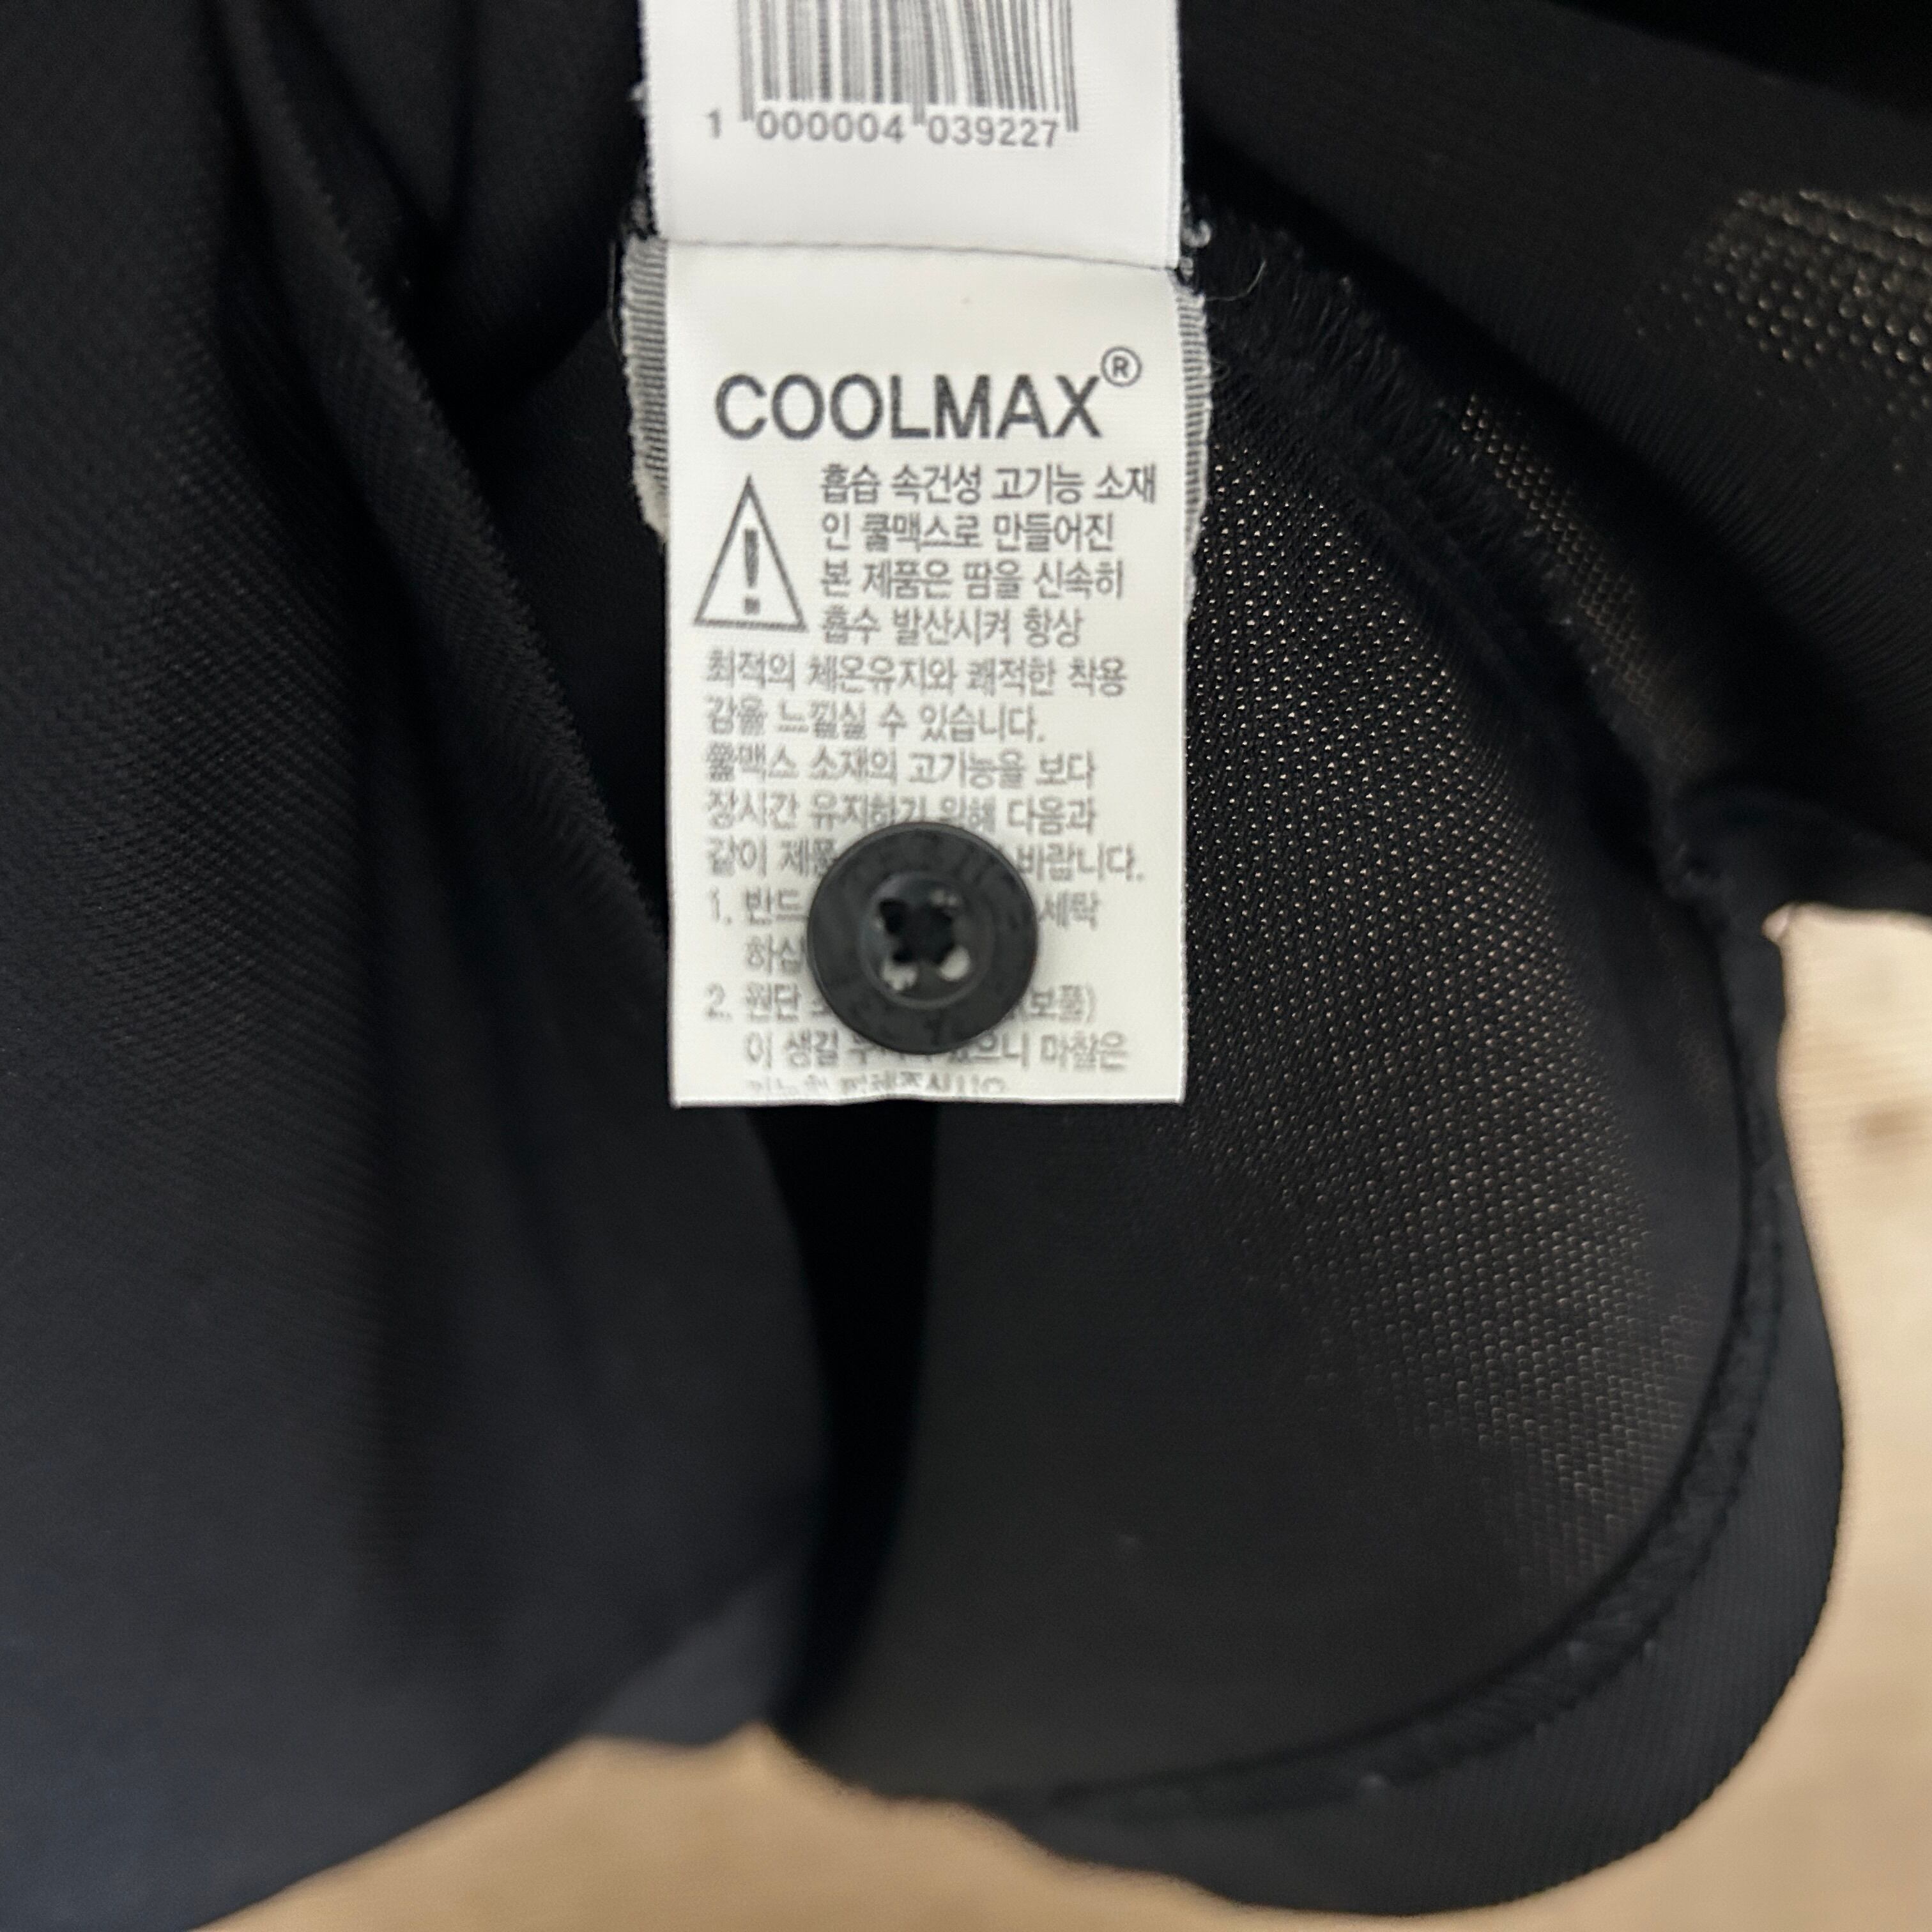 1 000004 039227
COOLMAX®
흡습 속건성 고기능 소재
인 쿨맥스로 만들어진
본 제품은 땀을 신속히
흡수 발산시켜 항상
최적의 체온유지와 쾌적한 착용
감을 느낄실 수 있습니다.
쿨맥스 소재의 고기능을 보다
장시간 유지하기 위해 다음과
같이 바랍니다.
1. 세탁
2. 원단 (보풀)
이 생길 마찰은